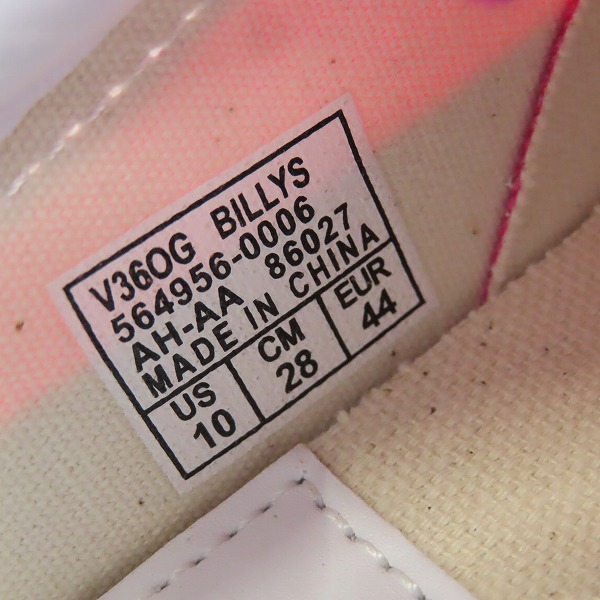 V36OG BILLYS
564956-0006
AH-AA 86027
MADE IN CHINA
US CM EUR
10 28 44